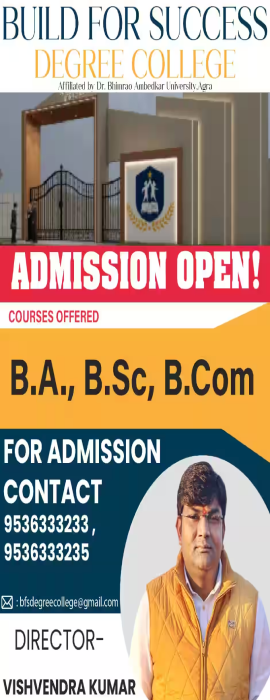 BUILD FOR SUCCESS
DEGREE COLLEGE
Affiliated by Dr. Bhimrao Ambedkar University,Agra
ADMISSION OPEN!
COURSES OFFERED
B.A., B.Sc, B.Com
FOR ADMISSION
CONTACT
9536333233 ,
9536333235
: bfsdegreecollege@gmail.com
DIRECTOR-
VISHVENDRA KUMAR